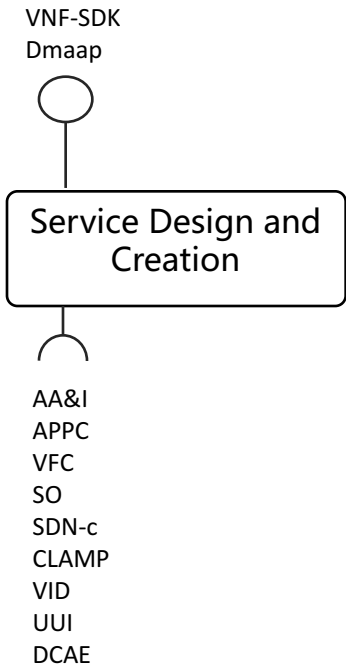 VNF-SDK
Dmaap
Service Design and
Creation
AA&I
APPC
VFC
SO
SDN-c
CLAMP
VID
UUI
DCAE